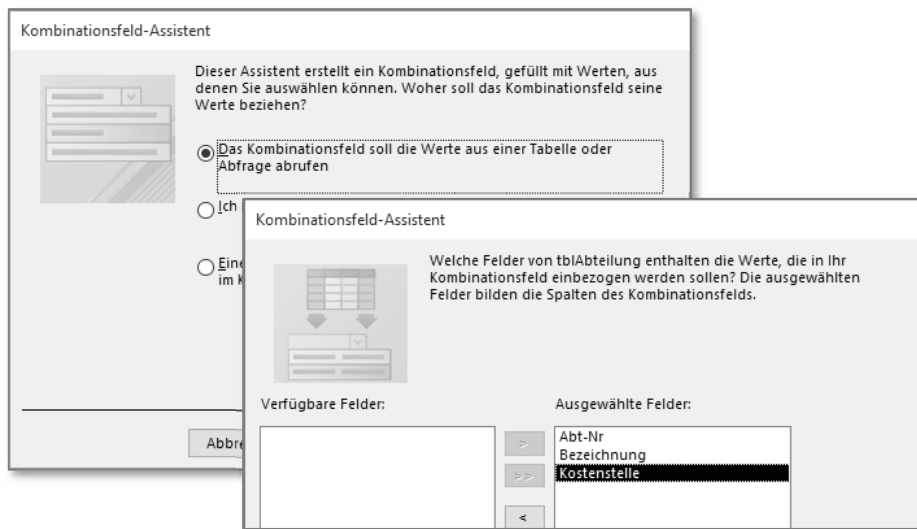 Kombinationsfeld-Assistent
Dieser Assistent erstellt ein Kombinationsfeld, gefüllt mit Werten, aus
denen Sie auswählen können. Woher soll das Kombinationsfeld seine
Werte beziehen?
Das Kombinationsfeld soll die Werte aus einer Tabelle oder
Abfrage abrufen
Ich
im
Kombinationsfeld-Assistent
Welche Felder von tblAbteilung enthalten die Werte, die in Ihr
Kombinationsfeld einbezogen werden sollen? Die ausgewählten
Felder bilden die Spalten des Kombinationsfelds.
Verfügbare Felder:
Ausgewählte Felder:
Abt-Nr
Bezeichnung
Kostenstelle
>
>>
<